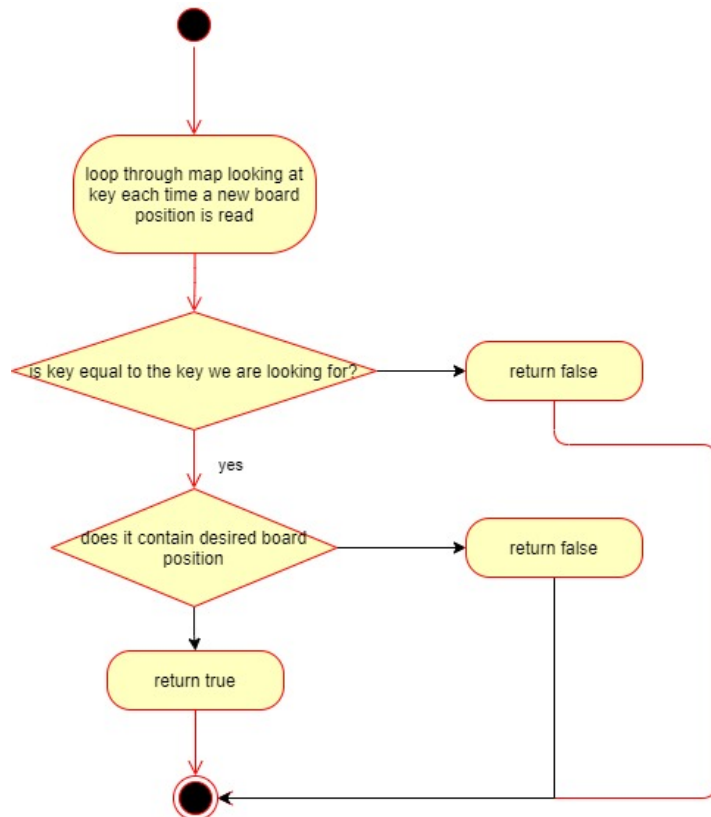 loop through map looking at
key each time a new board
position is read
is key equal to the key we are looking for?
return false
yes
does it contain desired board
position
return false
return true